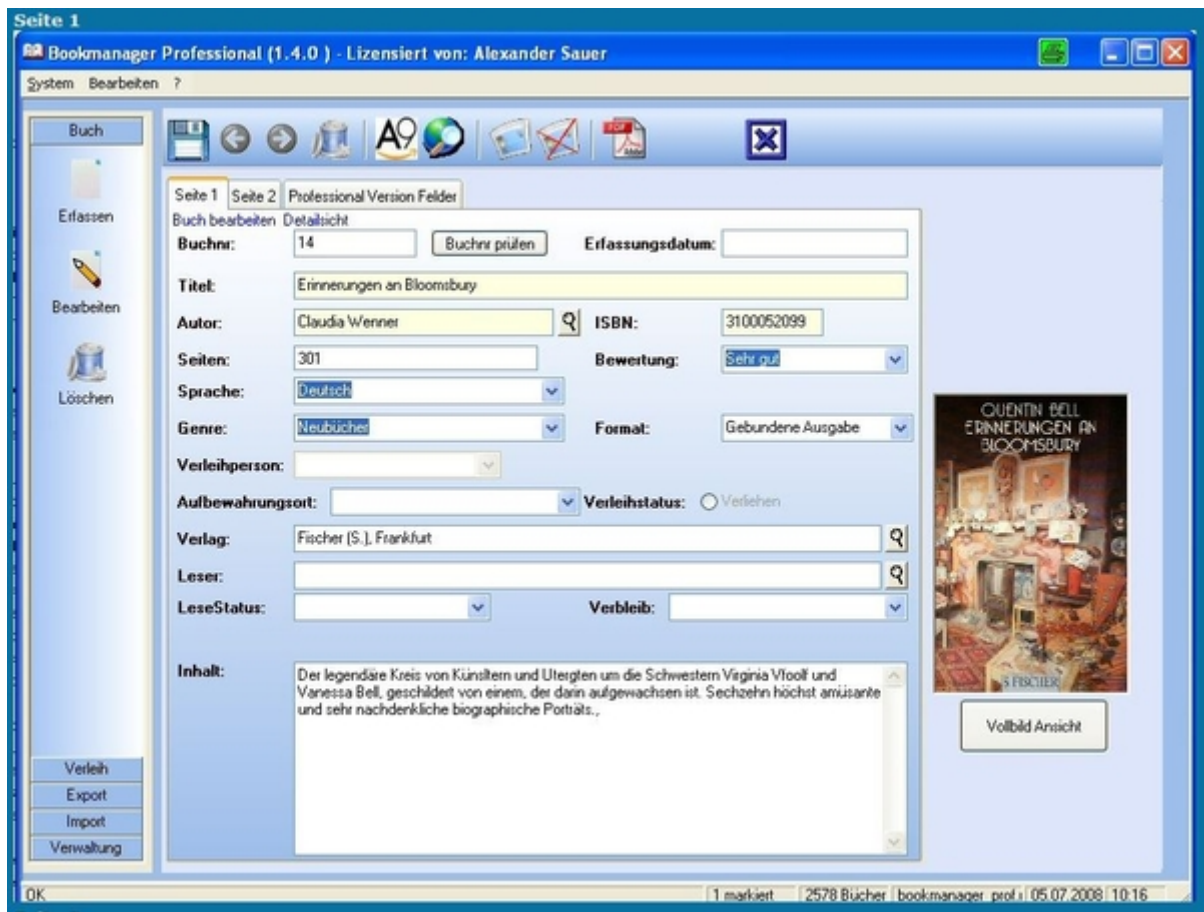 Seite 1
Bookmanager Professional (1.4.0 ) - Lizensiert von: Alexander Sauer
System Bearbeiten ?
Buch
Erfassen
Bearbeiten
Löschen
Verleih
Export
Import
Verwaltung
A9
PDF
Seite 1 Seite 2 Professional Version Felder
Buch bearbeiten Detailsicht
Buchnr: 14 Buchnr prüfen Erfassungsdatum:
Titel: Erinnerungen an Bloomsbury
Autor: Claudia Wenner ISBN: 3100052099
Seiten: 301 Bewertung: Sehr gut
Sprache: Deutsch
Genre: Neubücher Format: Gebundene Ausgabe
Verleihperson:
Aufbewahrungsort: Verleihstatus: Verliehen
Verlag: Fischer (S.), Frankfurt
Leser:
LeseStatus: Verbleib:
Inhalt: Der legendäre Kreis von Künstlern und Utergten um die Schwestern Virginia Vfoolf und
Vanessa Bell, geschildert von einem, der darin aufgewachsen ist. Sechzehn höchst amüsante
und sehr nachdenkliche biographische Porträts.,
QUENTIN BELL
ERINNERUNGEN AN
BLOOMSBURY
S FISCHER
Vollbild Ansicht
OK 1 markiert 2578 Bücher bookmanager_prof.i 05.07.2008 10:16